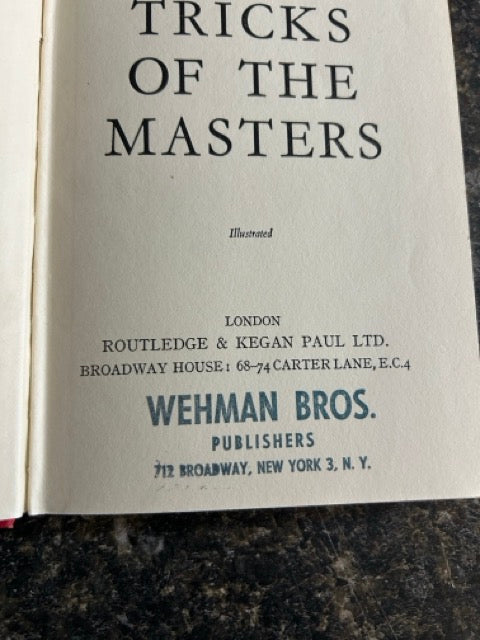 TRICKS
OF THE
MASTERS
Illustrated
LONDON
ROUTLEDGE & KEGAN PAUL LTD.
BROADWAY HOUSE: 68–74 CARTER LANE, E.C.4
WEHMAN BROS.
PUBLISHERS
712 BROADWAY, NEW YORK 3, N. Y.